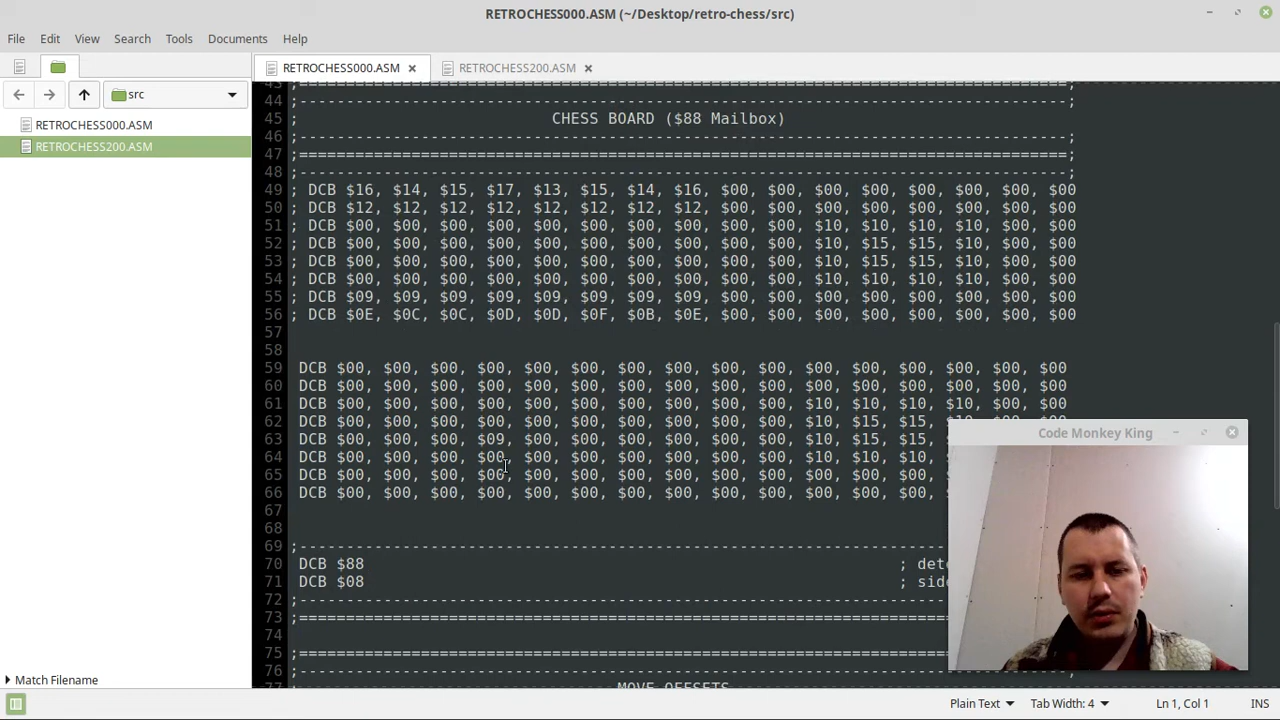 RETROCHESS000.ASM (~/Desktop/retro-chess/src)
File Edit View Search Tools Documents Help
RETROCHESS000.ASM RETROCHESS200.ASM
src
RETROCHESS000.ASM
RETROCHESS200.ASM
43 ;==================================================================================;
44 ;----------------------------------------------------------------------------------;
45 ; CHESS BOARD ($88 Mailbox)
46 ;----------------------------------------------------------------------------------;
47 ;==================================================================================;
48 ;----------------------------------------------------------------------------------;
49 ; DCB $16, $14, $15, $17, $13, $15, $14, $16, $00, $00, $00, $00, $00, $00, $00, $00
50 ; DCB $12, $12, $12, $12, $12, $12, $12, $12, $00, $00, $00, $00, $00, $00, $00, $00
51 ; DCB $00, $00, $00, $00, $00, $00, $00, $00, $00, $00, $10, $10, $10, $10, $00, $00
52 ; DCB $00, $00, $00, $00, $00, $00, $00, $00, $00, $00, $10, $15, $15, $10, $00, $00
53 ; DCB $00, $00, $00, $00, $00, $00, $00, $00, $00, $00, $10, $15, $15, $10, $00, $00
54 ; DCB $00, $00, $00, $00, $00, $00, $00, $00, $00, $00, $10, $10, $10, $10, $00, $00
55 ; DCB $09, $09, $09, $09, $09, $09, $09, $09, $00, $00, $00, $00, $00, $00, $00, $00
56 ; DCB $0E, $0C, $0C, $0D, $0D, $0F, $0B, $0E, $00, $00, $00, $00, $00, $00, $00, $00
57
58
59 DCB $00, $00, $00, $00, $00, $00, $00, $00, $00, $00, $00, $00, $00, $00, $00, $00
60 DCB $00, $00, $00, $00, $00, $00, $00, $00, $00, $00, $00, $00, $00, $00, $00, $00
61 DCB $00, $00, $00, $00, $00, $00, $00, $00, $00, $00, $10, $10, $10, $10, $00, $00
62 DCB $00, $00, $00, $00, $00, $00, $00, $00, $00, $00, $10, $15, $15,
63 DCB $00, $00, $00, $09, $00, $00, $00, $00, $00, $00, $10, $15, $15,
64 DCB $00, $00, $00, $00, $00, $00, $00, $00, $00, $00, $10, $10, $10,
65 DCB $00, $00, $00, $00, $00, $00, $00, $00, $00, $00, $00, $00, $00,
66 DCB $00, $00, $00, $00, $00, $00, $00, $00, $00, $00, $00, $00, $00,
67
68
69 ;---------------------------------------------------------------------
70 DCB $88 ; det
71 DCB $08 ; sid
72 ;---------------------------------------------------------------------
73 ;=====================================================================
74
75 ;=====================================================================
76 ;---------------------------------------------------------------------
77 ; MOVE OFFSETS
Code Monkey King
Match Filename
Plain Text Tab Width: 4 Ln 1, Col 1 INS